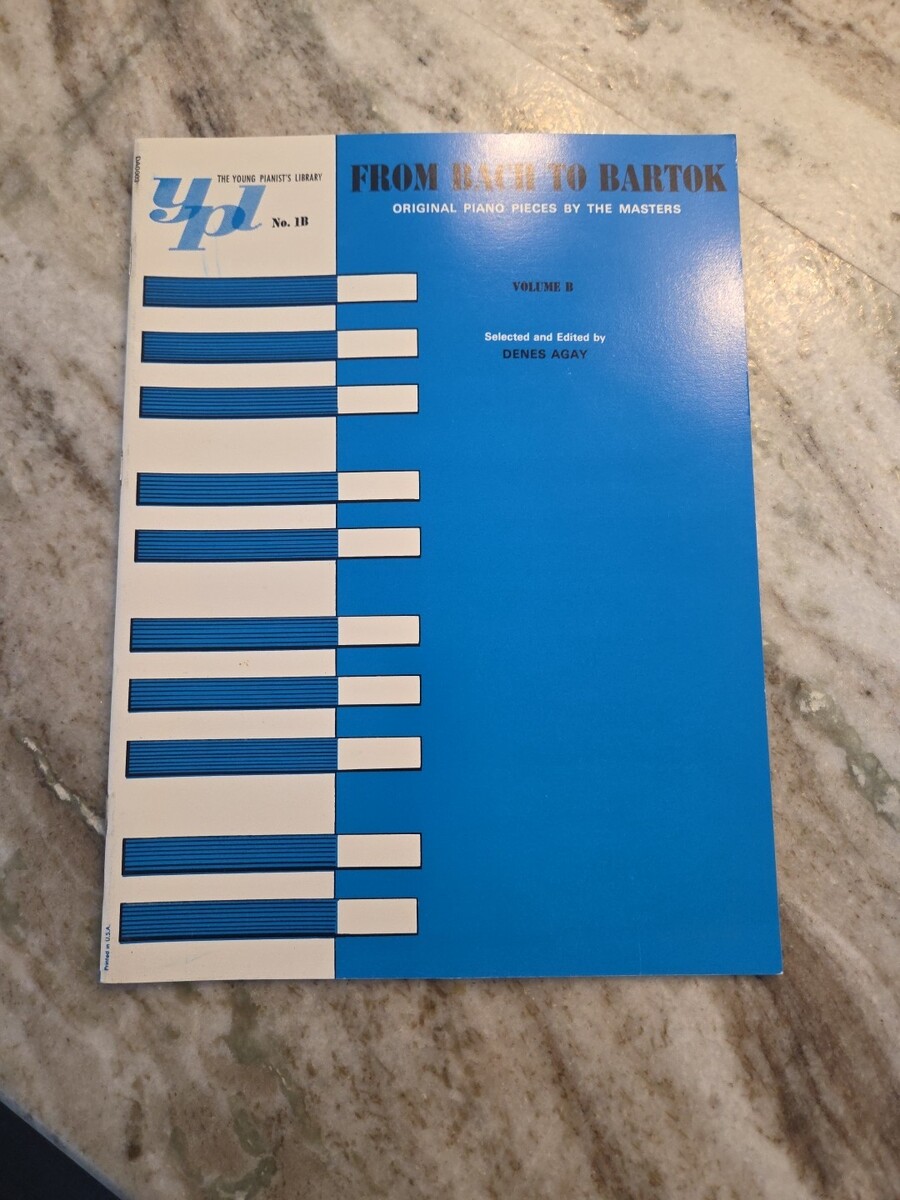 THE YOUNG PIANIST'S LIBRARY
ypl
No. 1B
FROM BACH TO BARTOK
ORIGINAL PIANO PIECES BY THE MASTERS
VOLUME B
Selected and Edited by
DENES AGAY
Printed in U.S.A.